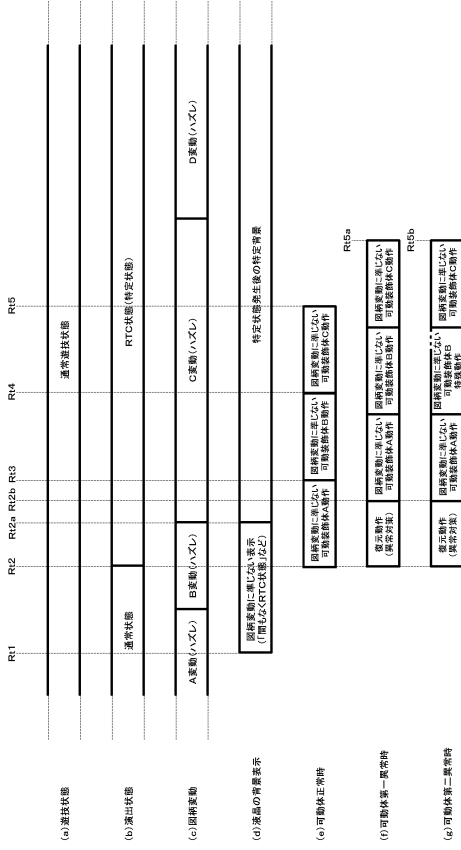 Rt1
Rt2
Rt2a
Rt2b
Rt3
Rt4
Rt5
(a)遊技状態
通常遊技状態
(b)演出状態
通常状態
RTC状態(特定状態)
(c)図柄変動
A変動(ハズレ)
B変動(ハズレ)
C変動(ハズレ)
D変動(ハズレ)
(d)液晶の背景表示
図柄変動に準じない表示
(「間もなくRTC状態」など)
特定状態発生後の特定背景
(e)可動体正常時
図柄変動に準じない
可動装飾体A動作
図柄変動に準じない
可動装飾体B動作
図柄変動に準じない
可動装飾体C動作
Rt5a
(f)可動体第一異常時
復元動作
(異常対策)
図柄変動に準じない
可動装飾体A動作
図柄変動に準じない
可動装飾体B動作
図柄変動に準じない
可動装飾体C動作
Rt5b
(g)可動体第二異常時
復元動作
(異常対策)
図柄変動に準じない
可動装飾体A動作
図柄変動に準じない
可動装飾体B
特殊動作
図柄変動に準じない
可動装飾体C動作